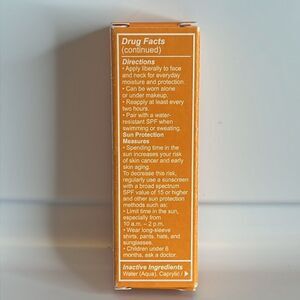 Drug Facts
(continued)
Directions
• Apply liberally to face
and neck for everyday
moisture and protection.
• Can be worn alone
or under makeup.
• Reapply at least every
two hours.
• Pair with a water-
resistant SPF when
swimming or sweating.
Sun Protection
Measures
• Spending time in the
sun increases your risk
of skin cancer and early
skin aging.
To decrease this risk,
regularly use a sunscreen
with a broad spectrum
SPF value of 15 or higher
and other sun protection
methods such as:
• Limit time in the sun,
especially from
10 a.m. – 2 p.m.
• Wear long-sleeve
shirts, pants, hats, and
sunglasses.
• Children under 6
months, ask a doctor.
Inactive Ingredients
Water (Aqua), Caprylic /